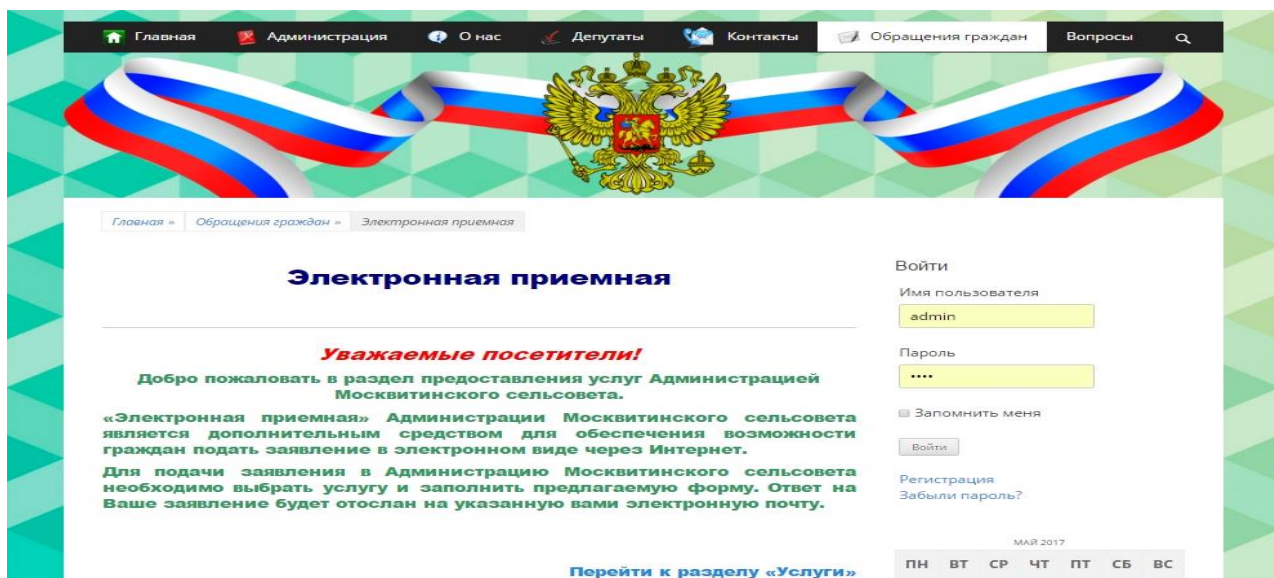 Главная Администрация О нас Депутаты Контакты Обращения граждан Вопросы
Главная » Обращения граждан » Электронная приемная
Электронная приемная
Уважаемые посетители!
Добро пожаловать в раздел предоставления услуг Администрацией
Москвитинского сельсовета.
«Электронная приемная» Администрации Москвитинского сельсовета
является дополнительным средством для обеспечения возможности
граждан подать заявление в электронном виде через Интернет.
Для подачи заявления в Администрацию Москвитинского сельсовета
необходимо выбрать услугу и заполнить предлагаемую форму. Ответ на
Ваше заявление будет отослан на указанную вами электронную почту.
Перейти к разделу «Услуги»
Войти
Имя пользователя
admin
Пароль
••••
Запомнить меня
Войти
Регистрация
Забыли пароль?
МАЙ 2017
ПН ВТ СР ЧТ ПТ СБ ВС